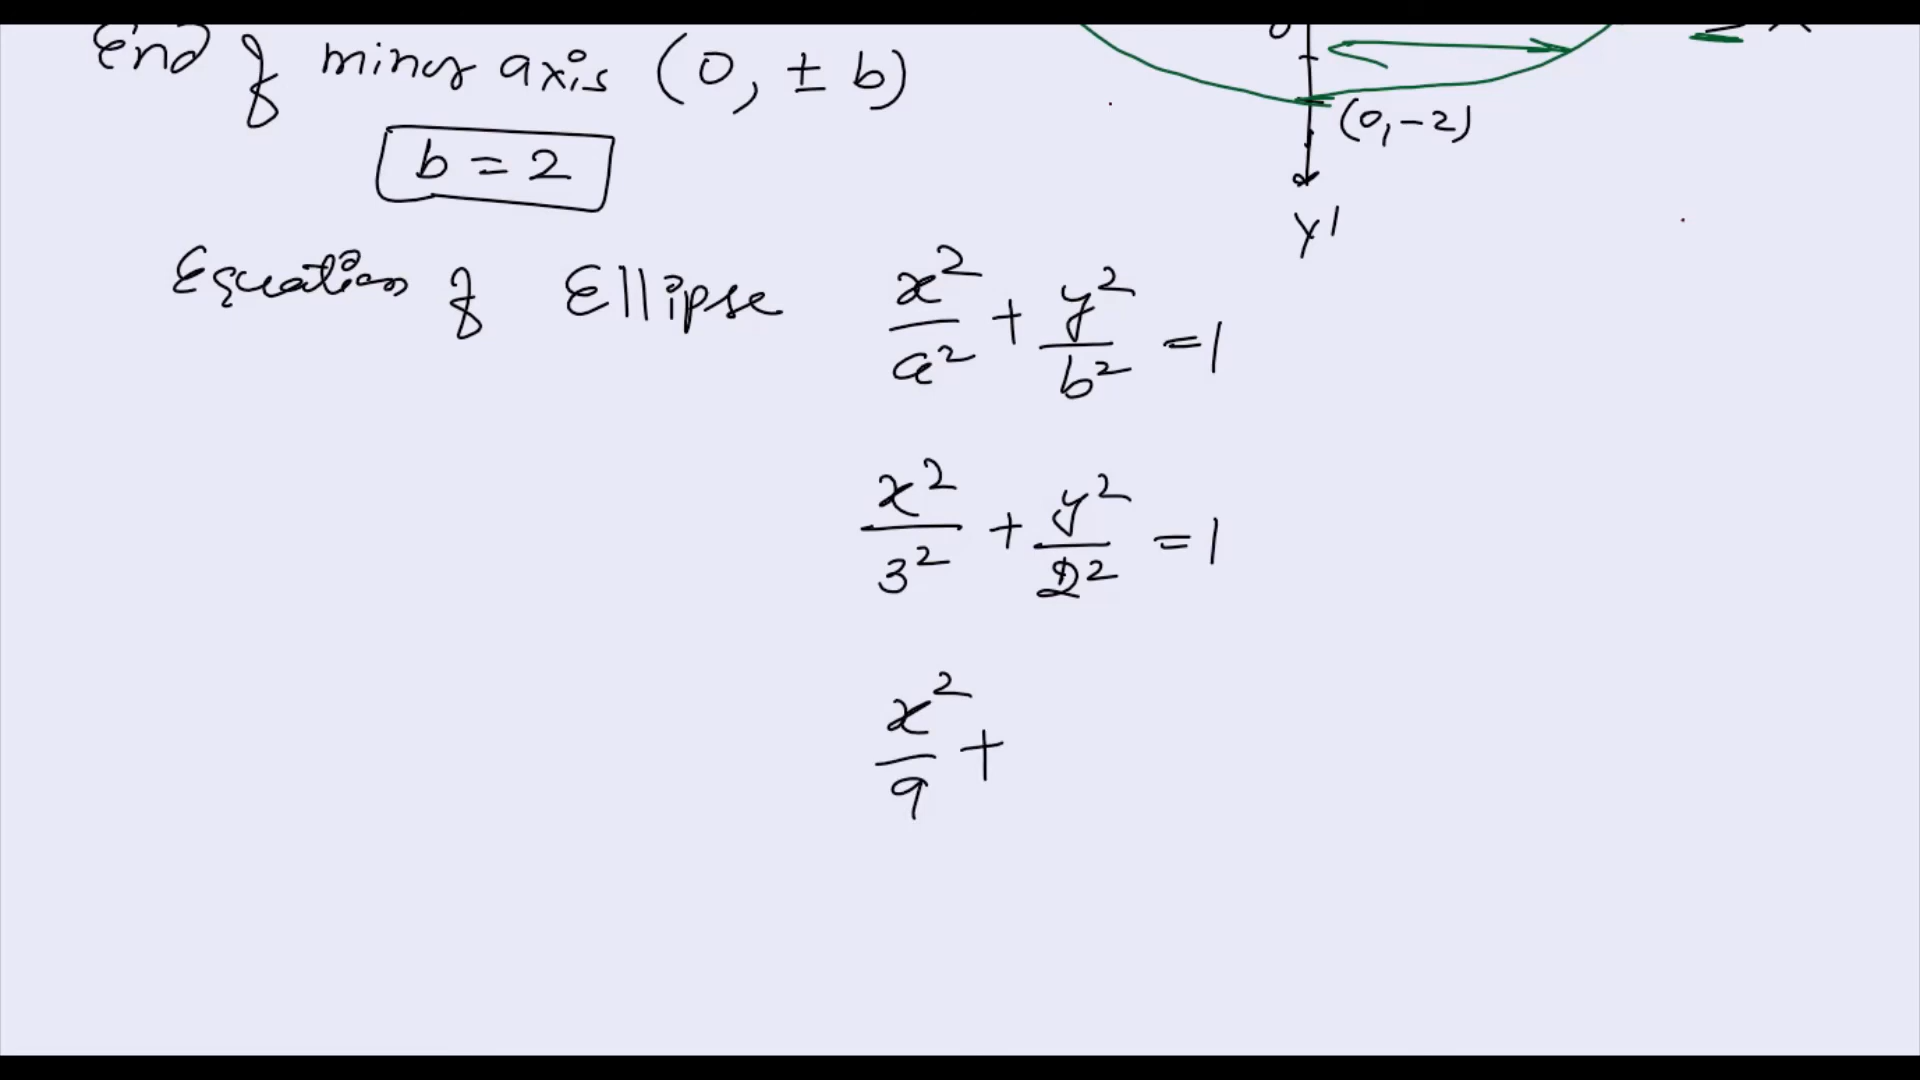 End of minor axis (0, ± b)
(0, -2)
b = 2
y'
Equation of Ellipse x²/a² + y²/b² = 1
x²/3² + y²/2² = 1
x²/9 +